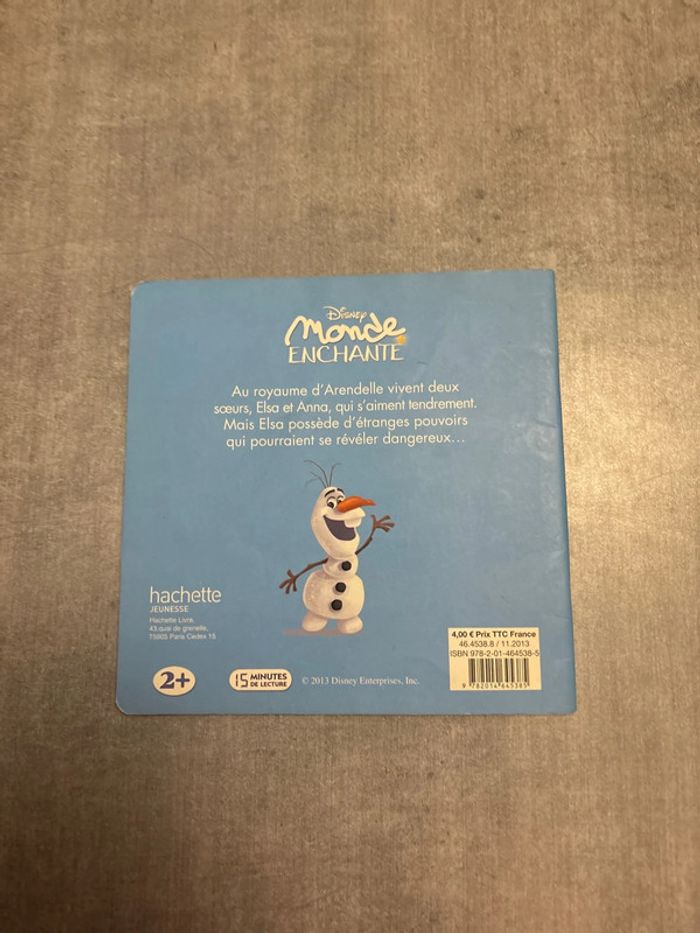 Disney
Monde
ENCHANTÉ
Au royaume d'Arendelle vivent deux
sœurs, Elsa et Anna, qui s'aiment tendrement.
Mais Elsa possède d'étranges pouvoirs
qui pourraient se révéler dangereux...
hachette
JEUNESSE
Hachette Livre,
43,quai de grenelle,
75905 Paris Cedex 15
2+
15 MINUTES
DE LECTURE
© 2013 Disney Enterprises, Inc.
4,00 € Prix TTC France
46.4538.8 / 11.2013
ISBN 978-2-01-464538-5
9 782014 645385